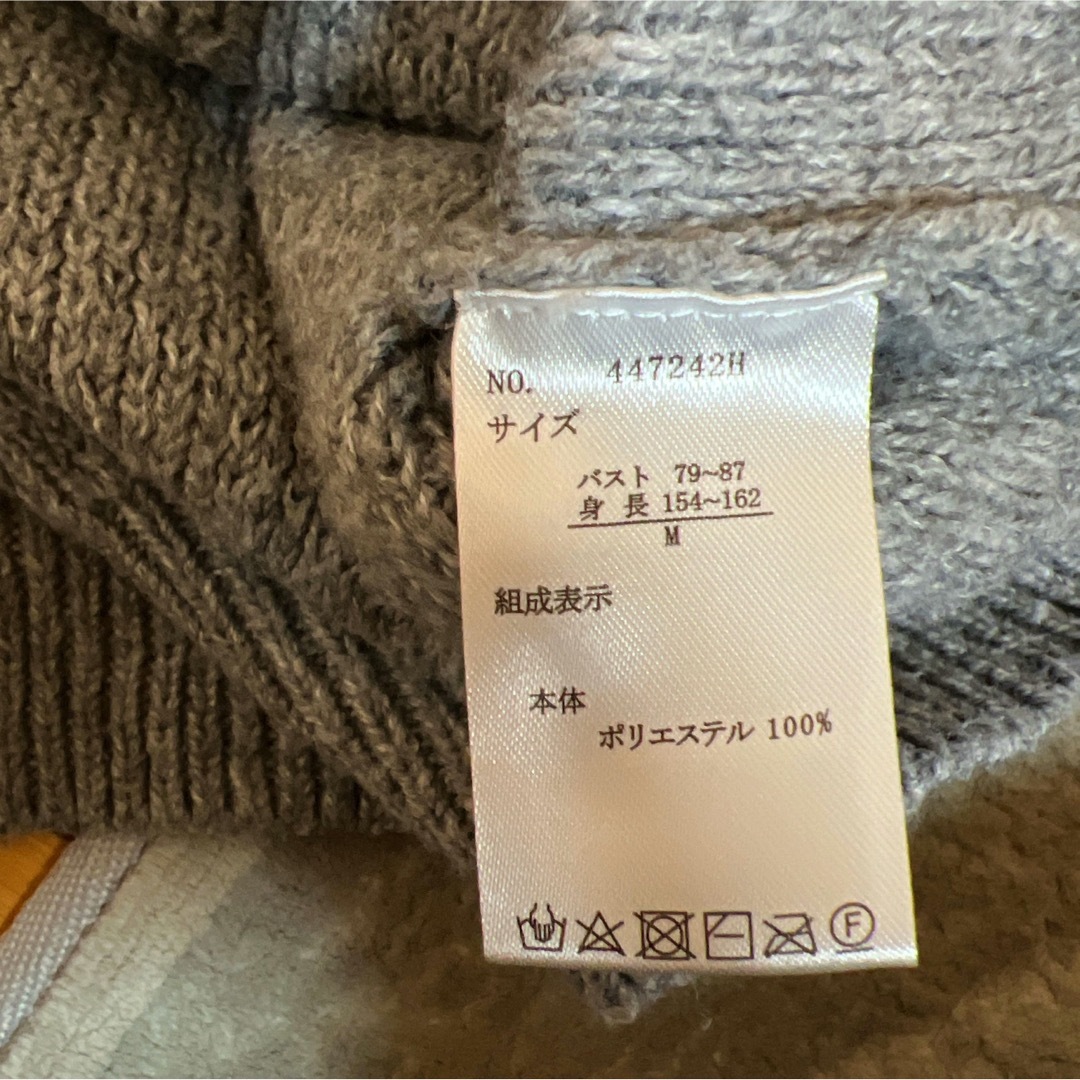 NO. 447242H
サイズ
バスト 79~87
身 長 154~162
M
組成表示
本体
ポリエステル 100%
F